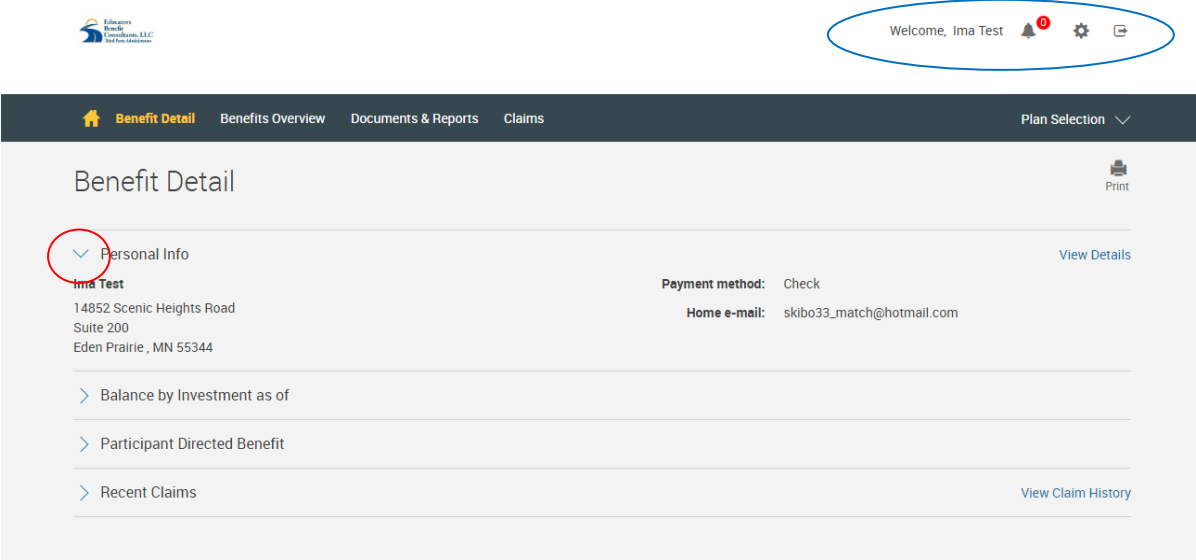 Educators
Benefit
Consultants, LLC
Third Party Administrators
Welcome, Ima Test 0
Benefit Detail Benefits Overview Documents & Reports Claims Plan Selection
Benefit Detail
Print
Personal Info View Details
Ima Test Payment method: Check
14852 Scenic Heights Road
Home e-mail: skibo33_match@hotmail.com
Suite 200
Eden Prairie , MN 55344
Balance by Investment as of
Participant Directed Benefit
Recent Claims View Claim History